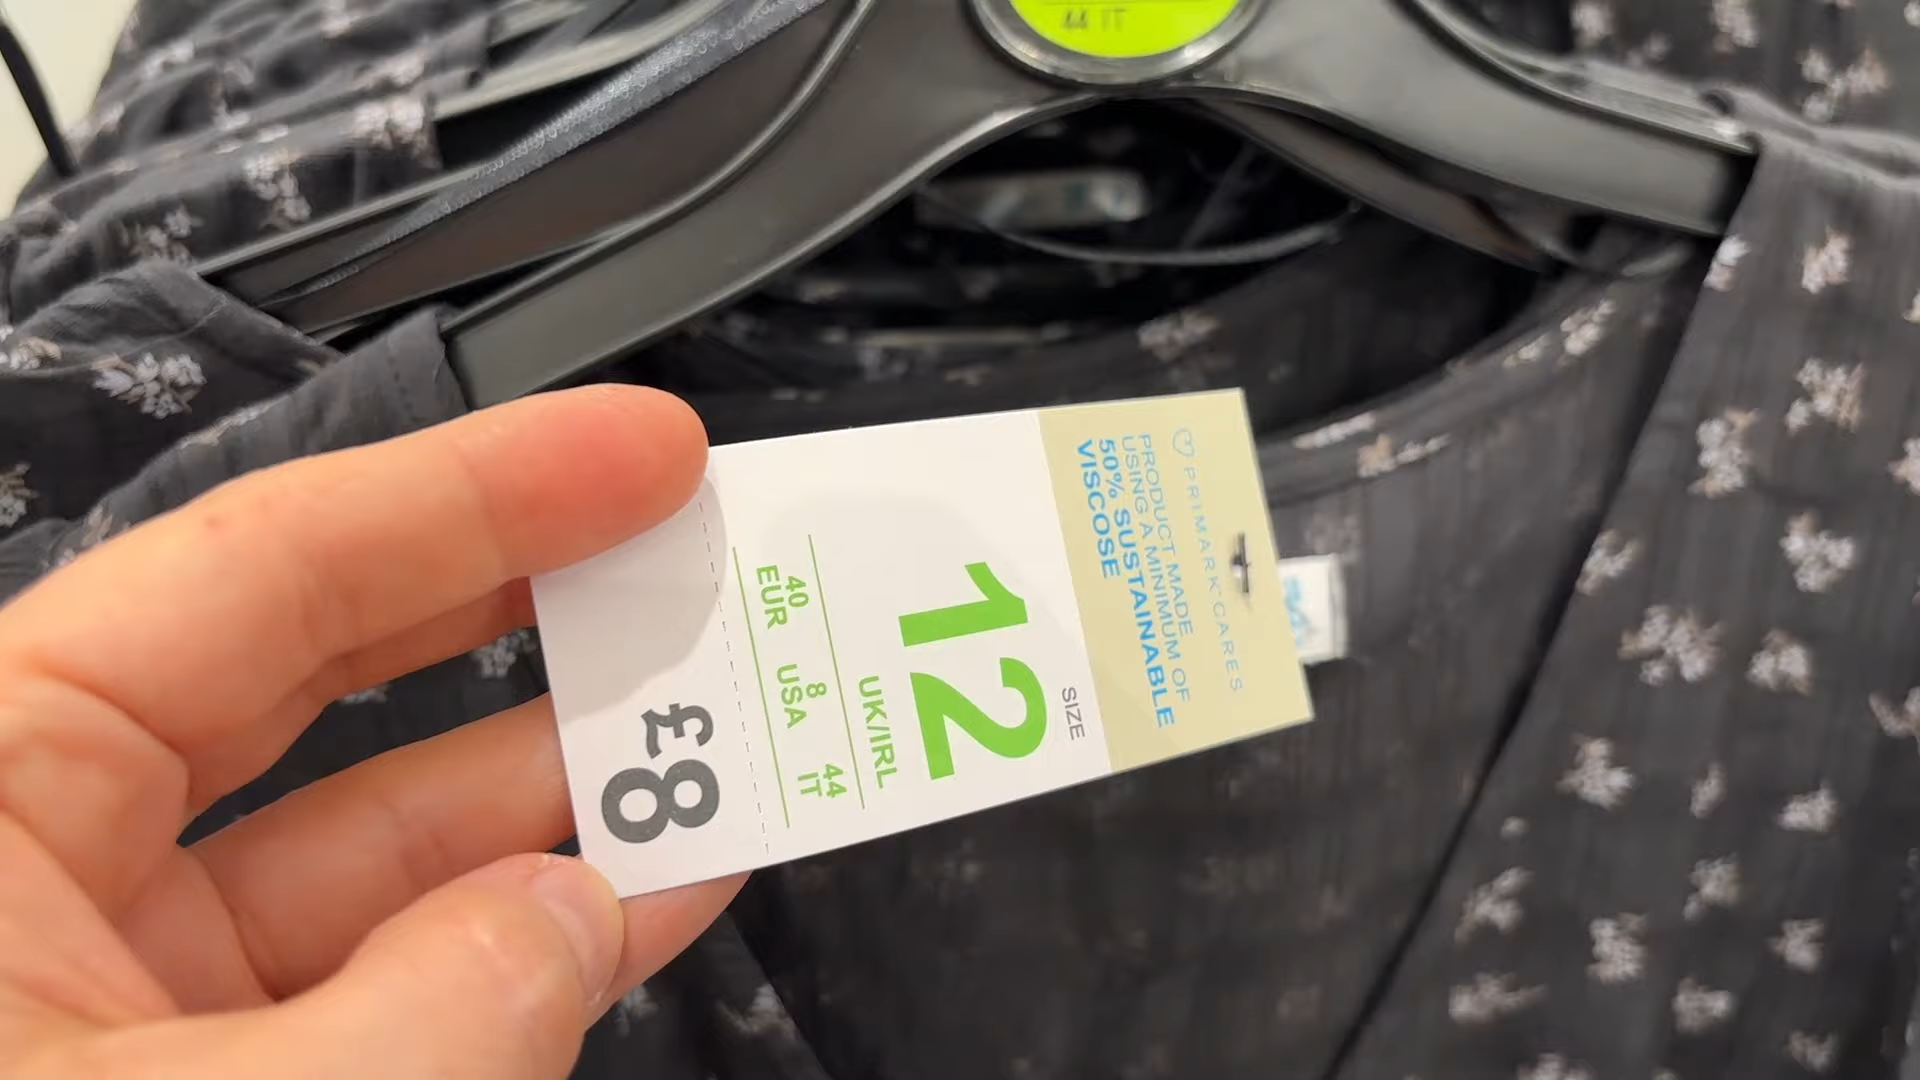 44 IT
PRIMARK CARES
PRODUCT MADE
USING A MINIMUM OF
50% SUSTAINABLE
VISCOSE
SIZE
12
UK/IRL
40 8 44
EUR USA IT
£8